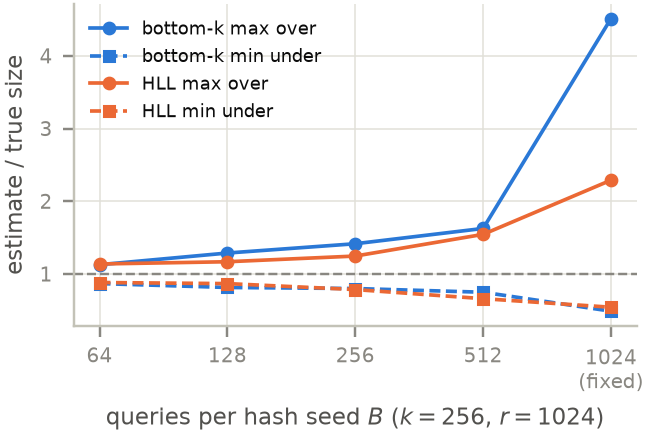 bottom-k max over
bottom-k min under
HLL max over
HLL min under
estimate / true size
4
3
2
1
64
128
256
512
1024
(fixed)
queries per hash seed B (k = 256, r = 1024)